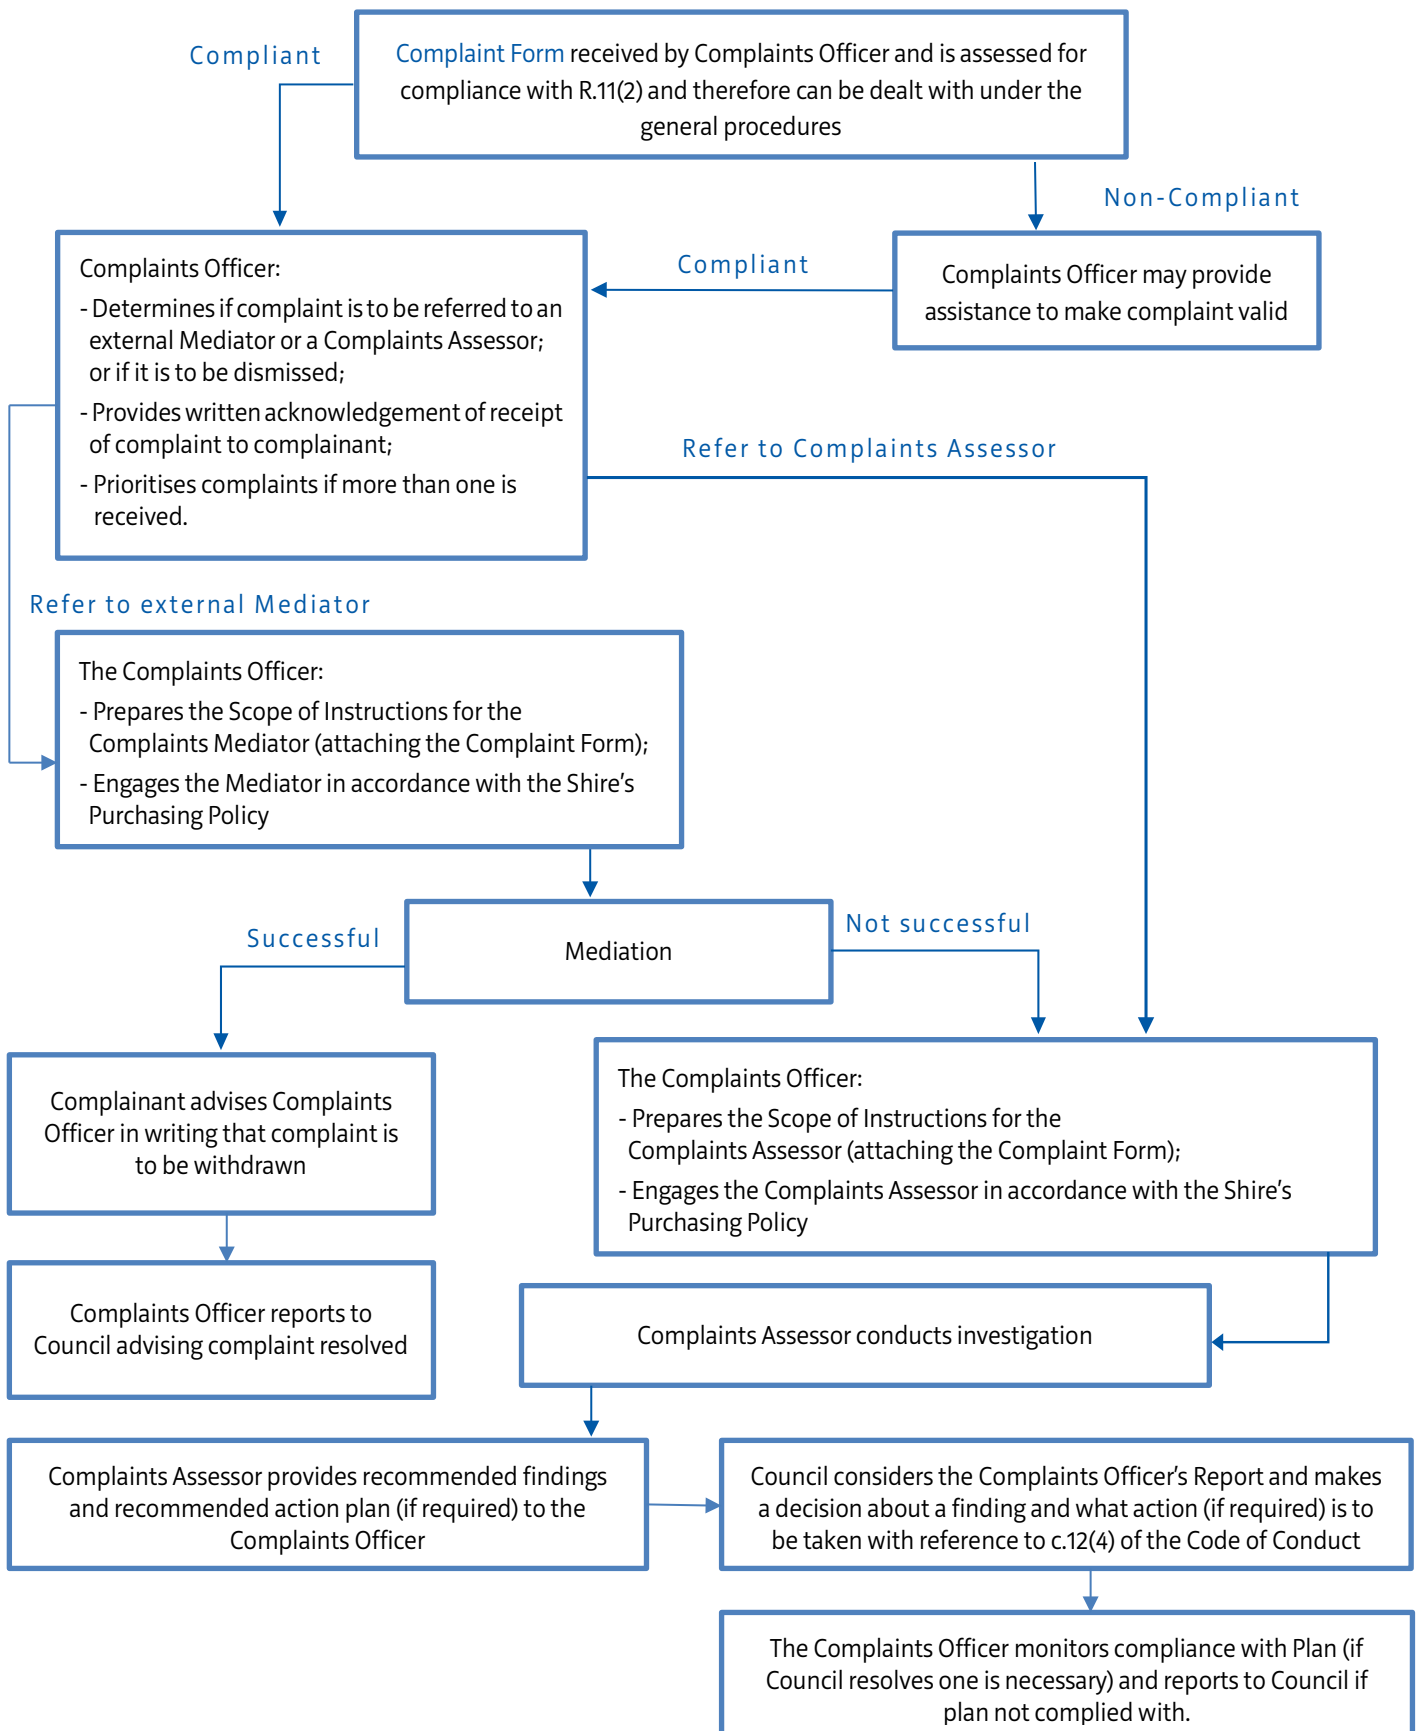 Compliant
Complaint Form received by Complaints Officer and is assessed for
compliance with R.11(2) and therefore can be dealt with under the
general procedures
Non-Compliant
Complaints Officer may provide
assistance to make complaint valid
Compliant
Complaints Officer:
- Determines if complaint is to be referred to an
external Mediator or a Complaints Assessor;
or if it is to be dismissed;
- Provides written acknowledgement of receipt
of complaint to complainant;
- Prioritises complaints if more than one is
received.
Refer to Complaints Assessor
Refer to external Mediator
The Complaints Officer:
- Prepares the Scope of Instructions for the
Complaints Mediator (attaching the Complaint Form);
- Engages the Mediator in accordance with the Shire's
Purchasing Policy
Mediation
Successful
Not successful
Complainant advises Complaints
Officer in writing that complaint is
to be withdrawn
Complaints Officer reports to
Council advising complaint resolved
The Complaints Officer:
- Prepares the Scope of Instructions for the
Complaints Assessor (attaching the Complaint Form);
- Engages the Complaints Assessor in accordance with the Shire's
Purchasing Policy
Complaints Assessor conducts investigation
Complaints Assessor provides recommended findings
and recommended action plan (if required) to the
Complaints Officer
Council considers the Complaints Officer's Report and makes
a decision about a finding and what action (if required) is to
be taken with reference to c.12(4) of the Code of Conduct
The Complaints Officer monitors compliance with Plan (if
Council resolves one is necessary) and reports to Council if
plan not complied with.